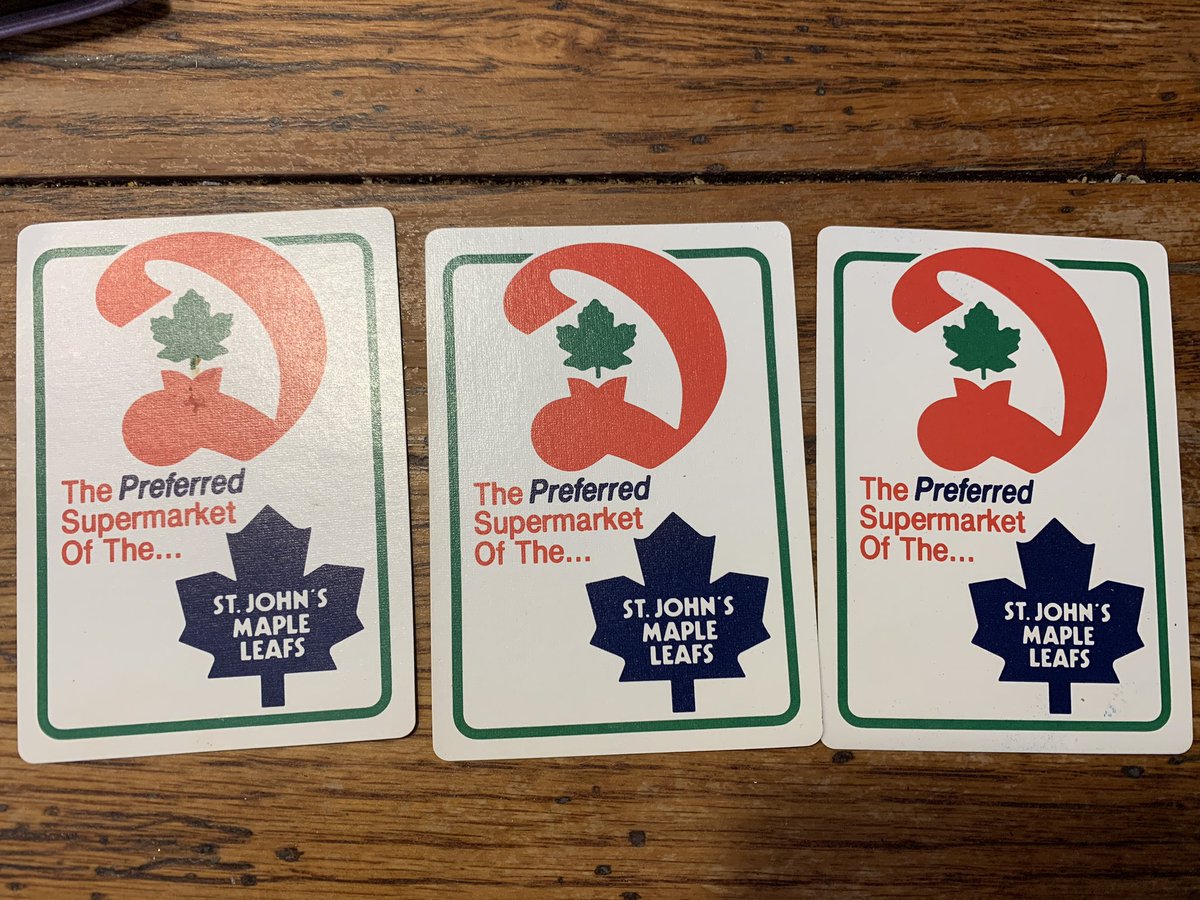 The Preferred
Supermarket
Of The...
ST. JOHN'S
MAPLE
LEAFS
The Preferred
Supermarket
Of The...
ST. JOHN'S
MAPLE
LEAFS
The Preferred
Supermarket
Of The...
ST. JOHN'S
MAPLE
LEAFS